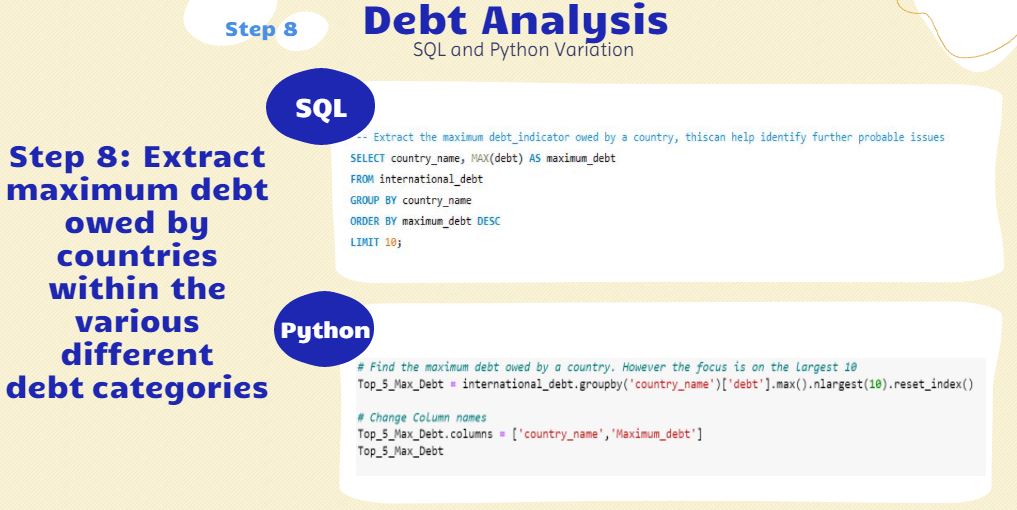 Step 8
Debt Analysis
SQL and Python Variation
Step 8: Extract
maximum debt
owed by
countries
within the
various
different
debt categories
SQL
-- Extract the maximum debt_indicator owed by a country, thiscan help identify further probable issues
SELECT country_name, MAX(debt) AS maximum_debt
FROM international_debt
GROUP BY country_name
ORDER BY maximum_debt DESC
LIMIT 10;
Python
# Find the maximum debt owed by a country. However the focus is on the largest 10
Top_5_Max_Debt = international_debt.groupby('country_name')['debt'].max().nlargest(10).reset_index()
# Change Column names
Top_5_Max_Debt.columns = ['country_name','Maximum_debt']
Top_5_Max_Debt